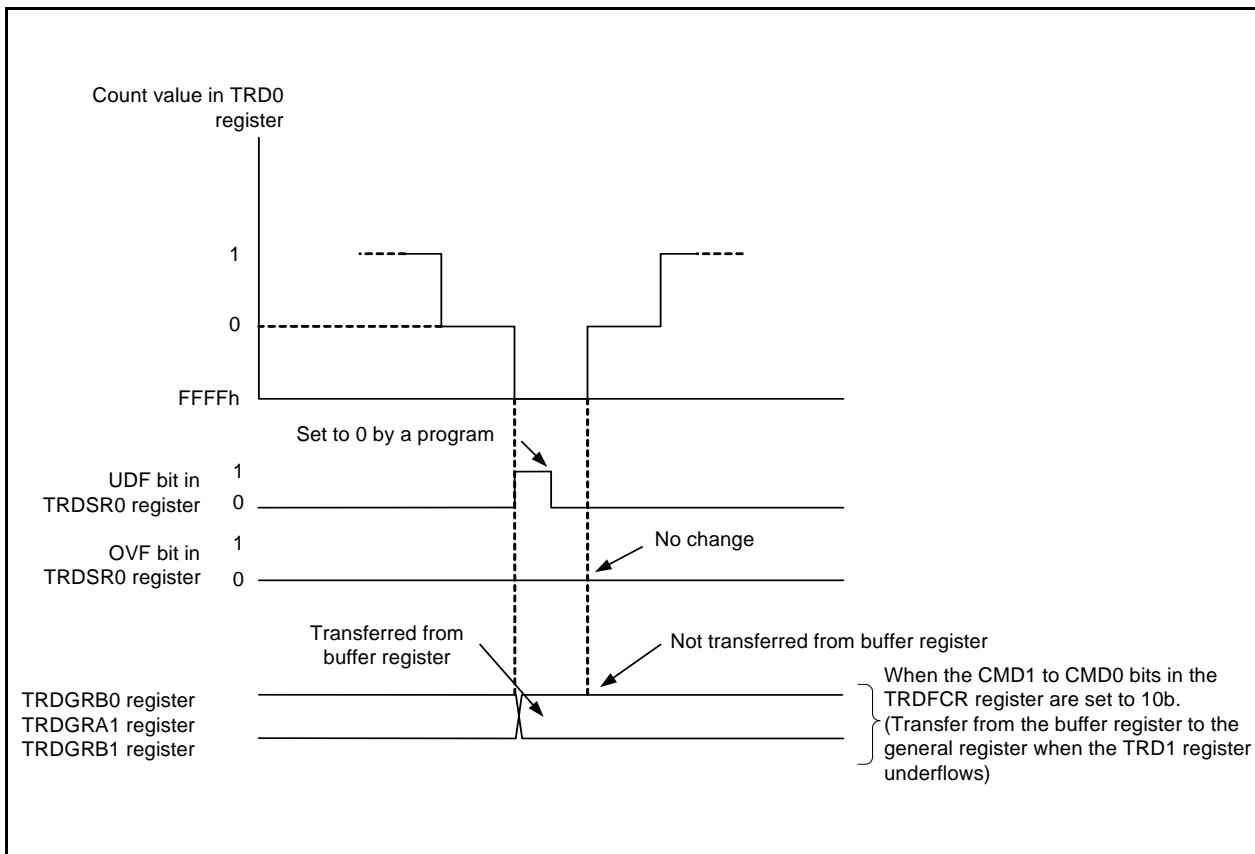 Count value in TRD0
register
1
0
FFFFh
Set to 0 by a program
UDF bit in
TRDSR0 register
1
0
No change
OVF bit in
TRDSR0 register
1
0
Transferred from
buffer register
Not transferred from buffer register
TRDGRB0 register
TRDGRA1 register
TRDGRB1 register
When the CMD1 to CMD0 bits in the
TRDFCR register are set to 10b.
(Transfer from the buffer register to the
general register when the TRD1 register
underflows)